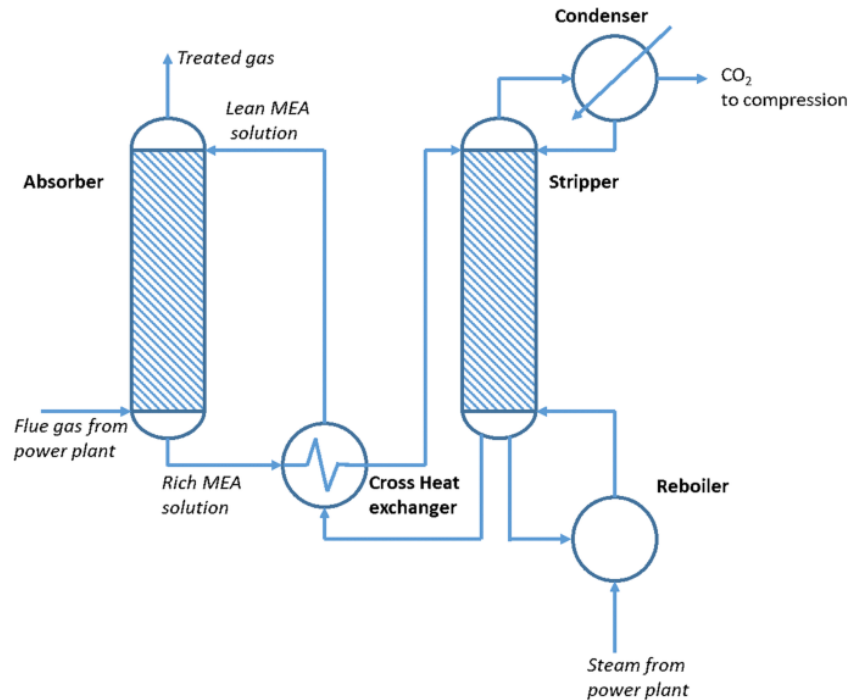 Condenser
Treated gas
CO₂
to compression
Lean MEA
solution
Absorber
Stripper
Flue gas from
power plant
Rich MEA
solution
Cross Heat
exchanger
Reboiler
Steam from
power plant